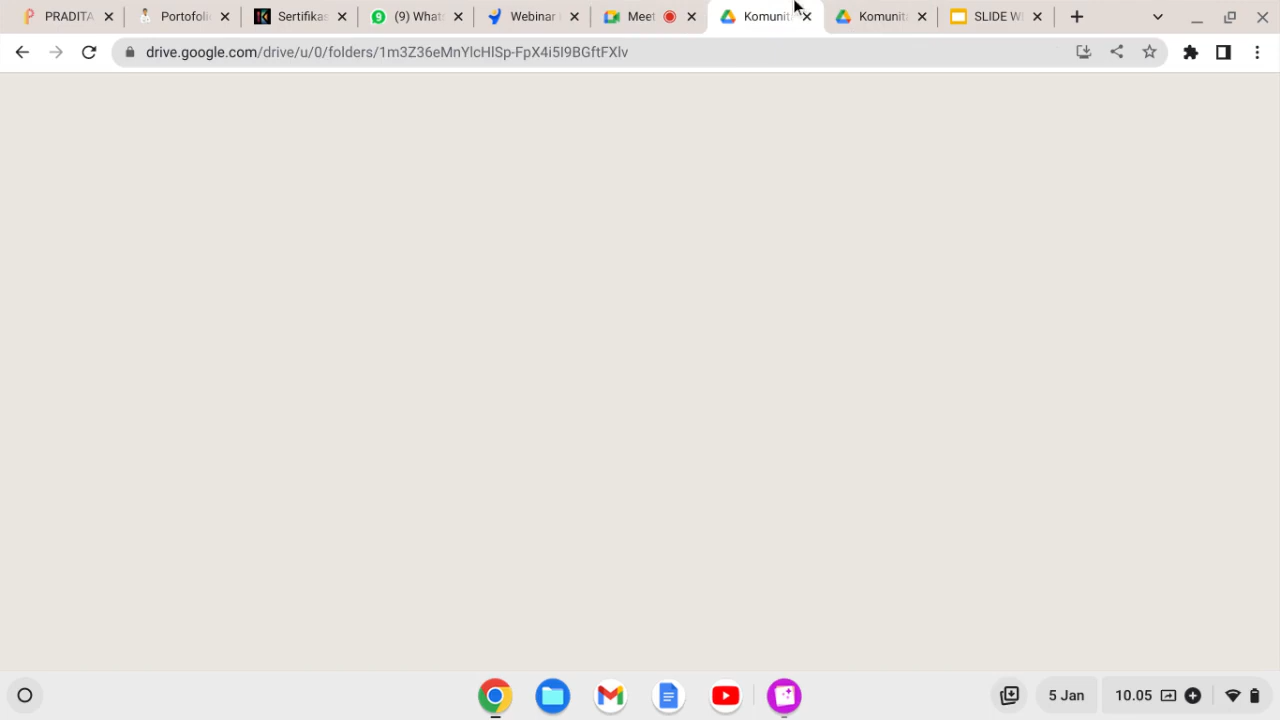 PRADITA
Portofoli
Sertifikas
(9) What
Webinar
Meet
Komunit
Komunit
SLIDE W
drive.google.com/drive/u/0/folders/1m3Z36eMnYlcHlSp-FpX4i5I9BGftFXlv
5 Jan
10.05